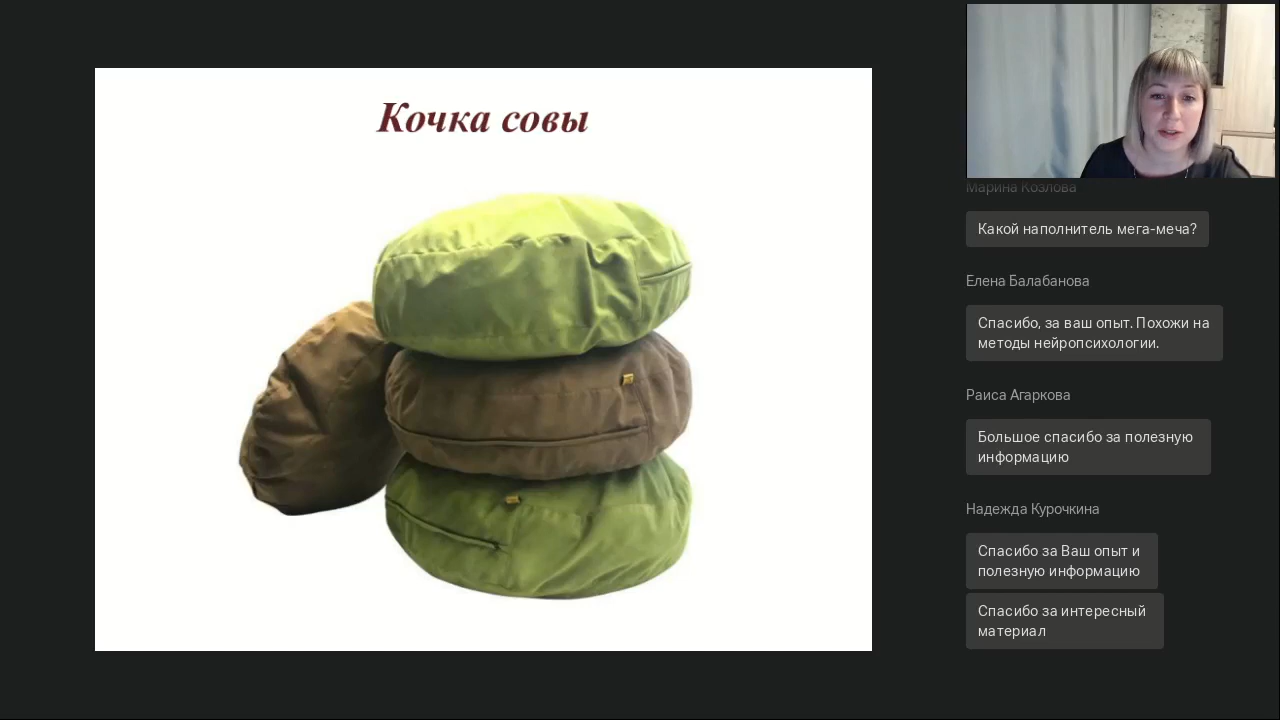 Кочка совы
Марина Козлова
Какой наполнитель мега-меча?
Елена Балабанова
Спасибо, за ваш опыт. Похожи на
методы нейропсихологии.
Раиса Агаркова
Большое спасибо за полезную
информацию
Надежда Курочкина
Спасибо за Ваш опыт и
полезную информацию
Спасибо за интересный
материал